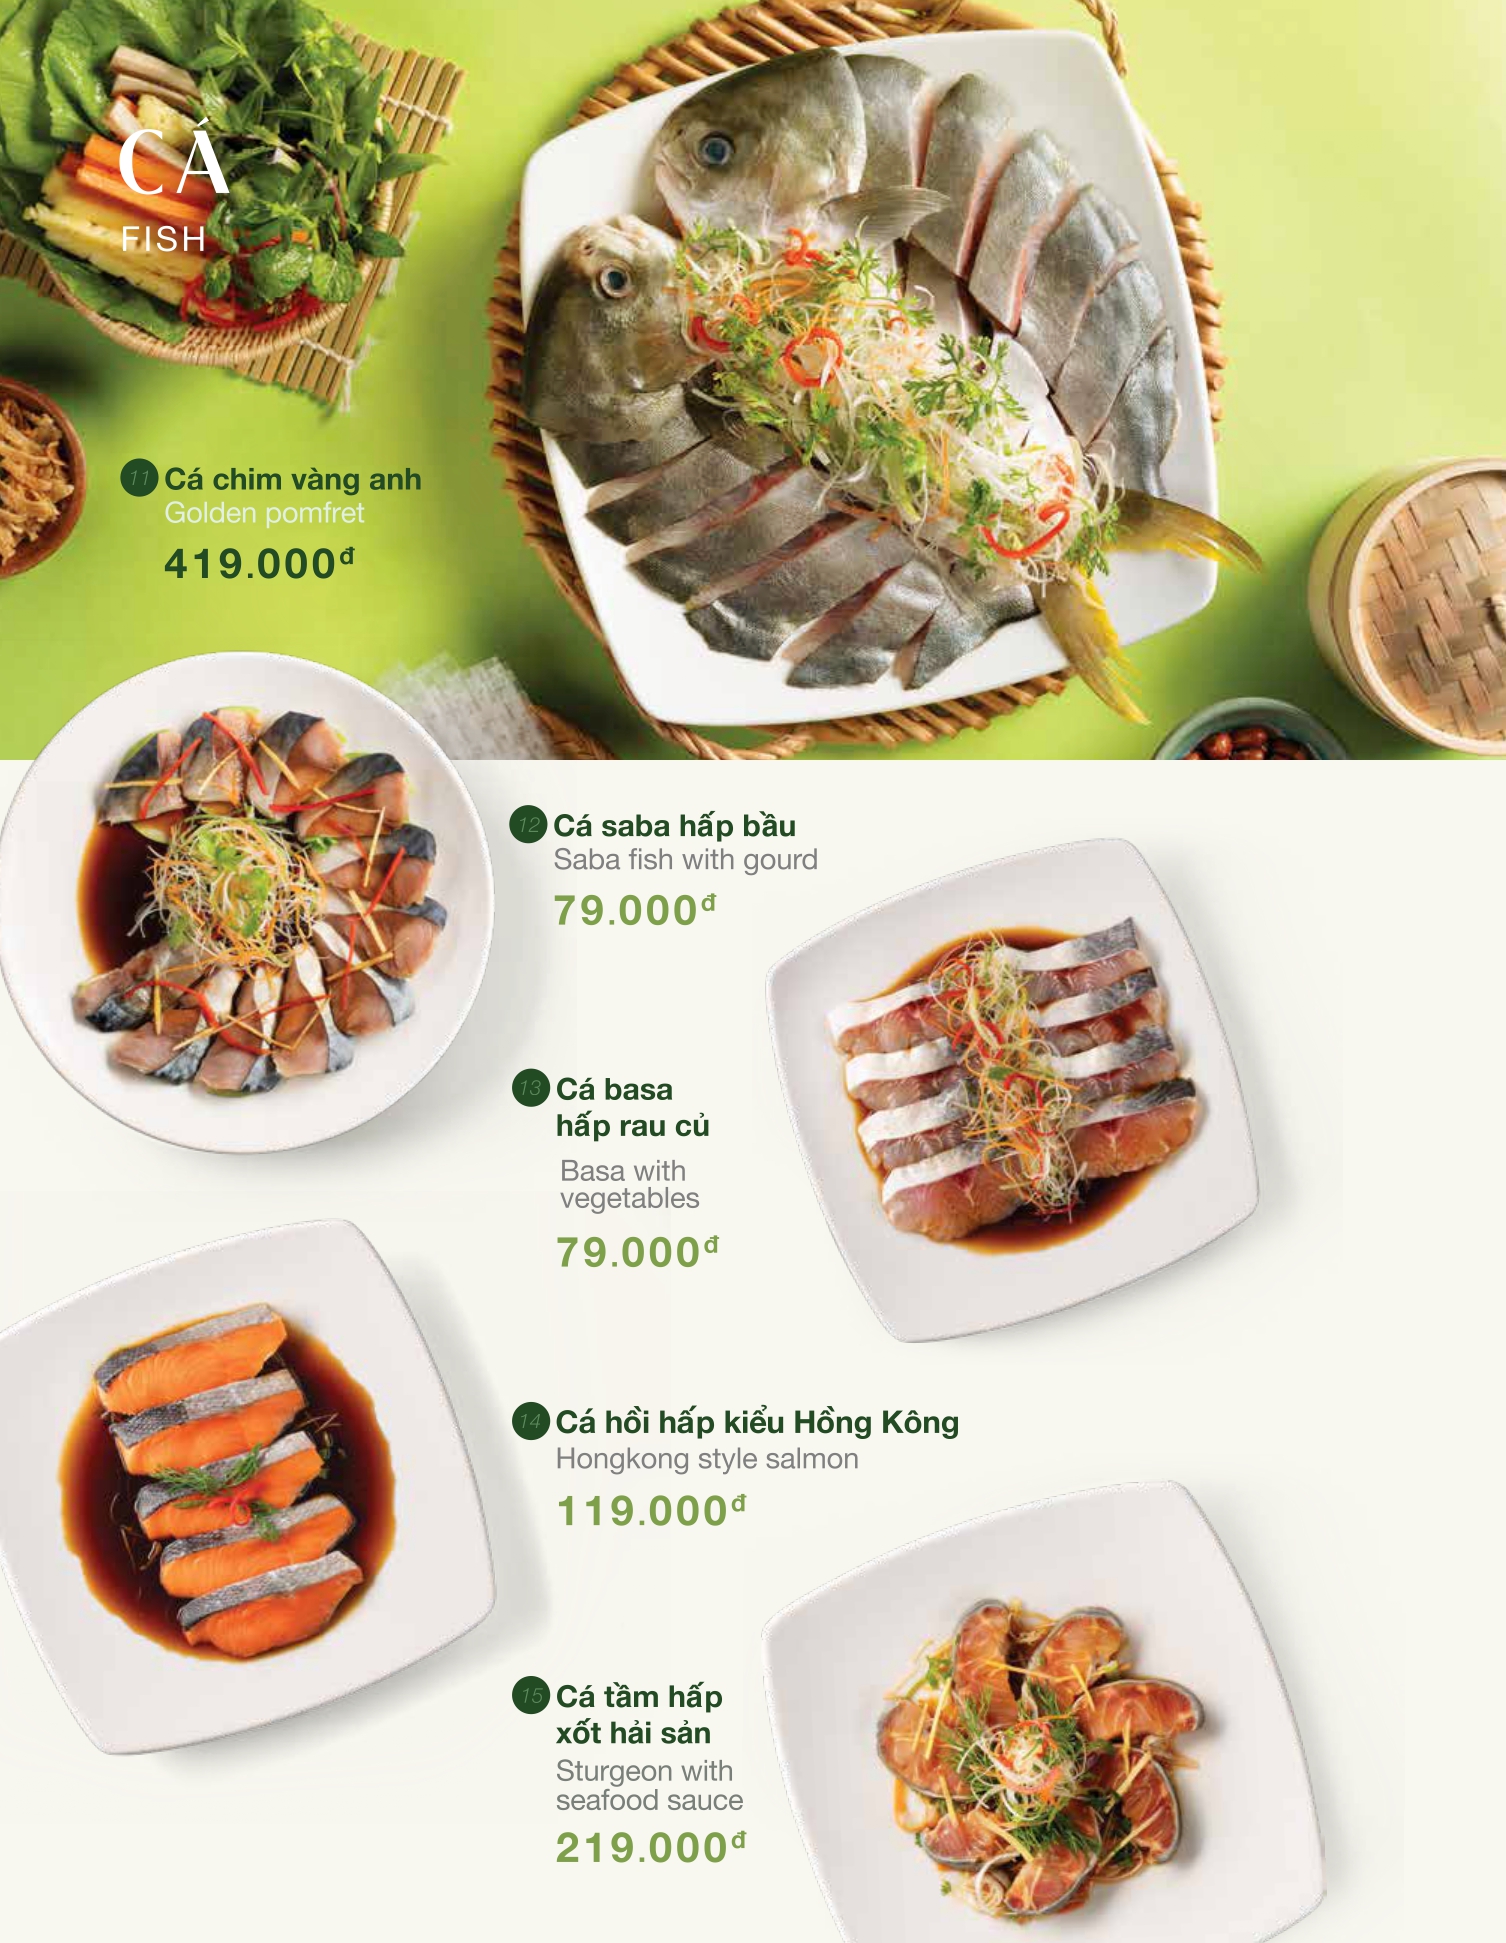 CÁ
FISH
11 Cá chim vàng anh
Golden pomfret
419.000đ
12 Cá saba hấp bầu
Saba fish with gourd
79.000đ
13 Cá basa
hấp rau củ
Basa with
vegetables
79.000đ
14 Cá hồi hấp kiểu Hồng Kông
Hongkong style salmon
119.000đ
15 Cá tầm hấp
xốt hải sản
Sturgeon with
seafood sauce
219.000đ